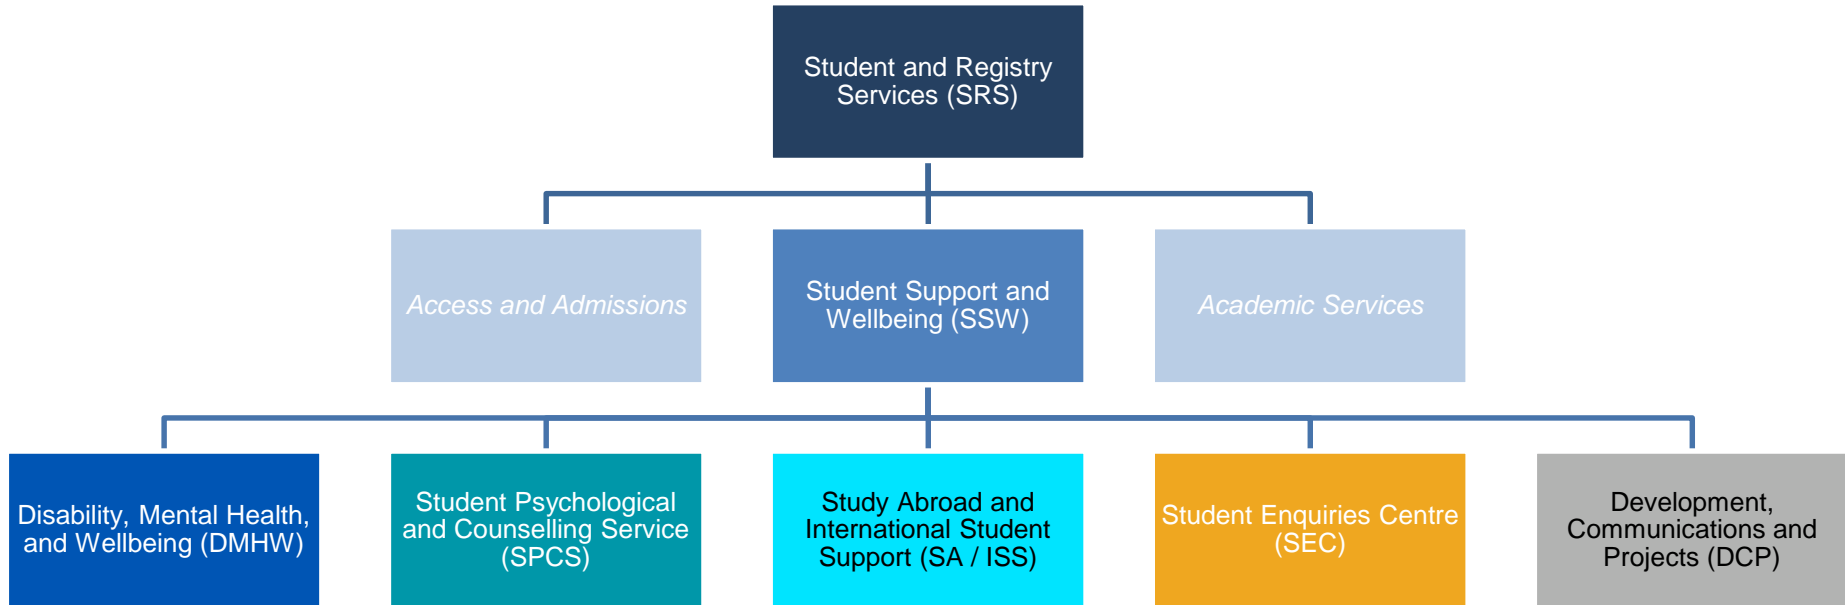 Student and Registry
Services (SRS)
Access and Admissions
Student Support and
Wellbeing (SSW)
Academic Services
Disability, Mental Health,
and Wellbeing (DMHW)
Student Psychological
and Counselling Service
(SPCS)
Study Abroad and
International Student
Support (SA / ISS)
Student Enquiries Centre
(SEC)
Development,
Communications and
Projects (DCP)